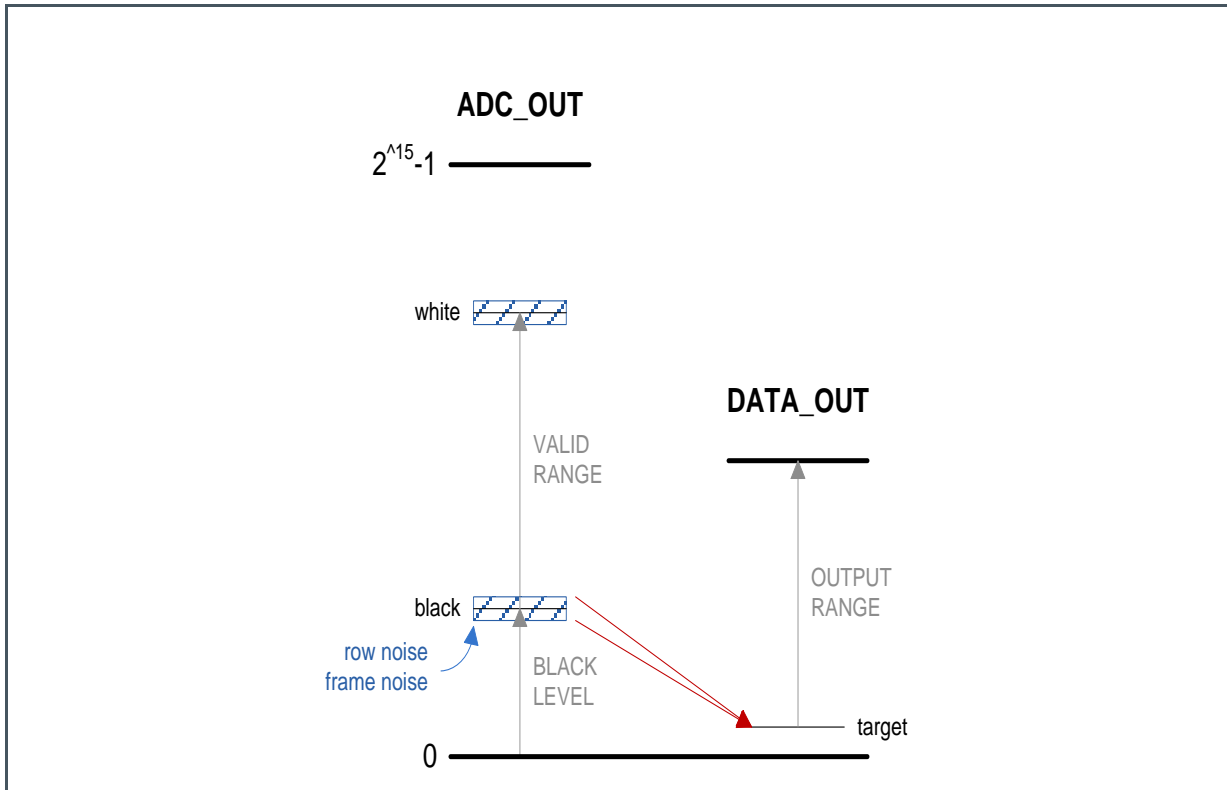 ADC_OUT
2^15-1
white
DATA_OUT
VALID
RANGE
OUTPUT
RANGE
black
row noise
frame noise
BLACK
LEVEL
target
0